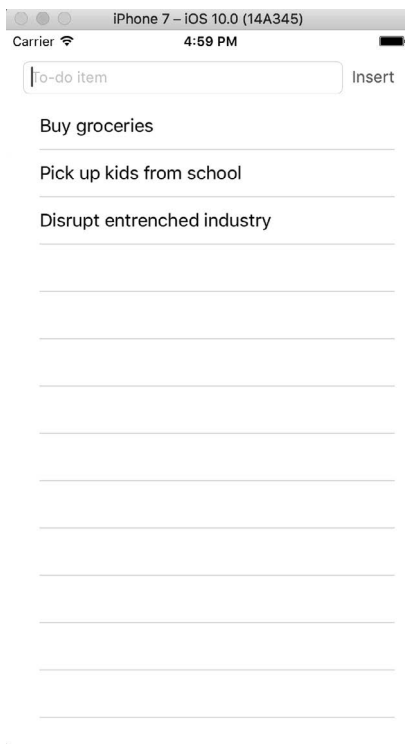 iPhone 7 – iOS 10.0 (14A345)
Carrier 4:59 PM
To-do item Insert
Buy groceries
Pick up kids from school
Disrupt entrenched industry